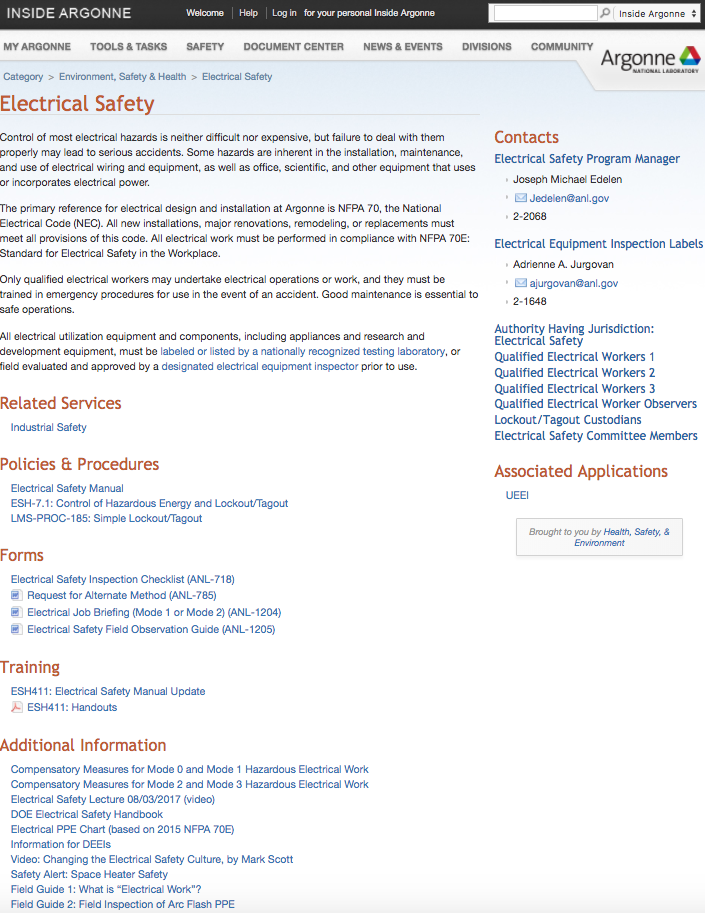 INSIDE ARGONNE
Welcome | Help | Log in for your personal Inside Argonne
Inside Argonne
MY ARGONNE TOOLS & TASKS SAFETY DOCUMENT CENTER NEWS & EVENTS DIVISIONS COMMUNITY
Argonne
NATIONAL LABORATORY
Category > Environment, Safety & Health > Electrical Safety
Electrical Safety
Control of most electrical hazards is neither difficult nor expensive, but failure to deal with them
properly may lead to serious accidents. Some hazards are inherent in the installation, maintenance,
and use of electrical wiring and equipment, as well as office, scientific, and other equipment that uses
or incorporates electrical power.
The primary reference for electrical design and installation at Argonne is NFPA 70, the National
Electrical Code (NEC). All new installations, major renovations, remodeling, or replacements must
meet all provisions of this code. All electrical work must be performed in compliance with NFPA 70E:
Standard for Electrical Safety in the Workplace.
Only qualified electrical workers may undertake electrical operations or work, and they must be
trained in emergency procedures for use in the event of an accident. Good maintenance is essential to
safe operations.
All electrical utilization equipment and components, including appliances and research and
development equipment, must be labeled or listed by a nationally recognized testing laboratory, or
field evaluated and approved by a designated electrical equipment inspector prior to use.
Related Services
Industrial Safety
Policies & Procedures
Electrical Safety Manual
ESH-7.1: Control of Hazardous Energy and Lockout/Tagout
LMS-PROC-185: Simple Lockout/Tagout
Forms
Electrical Safety Inspection Checklist (ANL-718)
Request for Alternate Method (ANL-785)
Electrical Job Briefing (Mode 1 or Mode 2) (ANL-1204)
Electrical Safety Field Observation Guide (ANL-1205)
Training
ESH411: Electrical Safety Manual Update
ESH411: Handouts
Additional Information
Compensatory Measures for Mode 0 and Mode 1 Hazardous Electrical Work
Compensatory Measures for Mode 2 and Mode 3 Hazardous Electrical Work
Electrical Safety Lecture 08/03/2017 (video)
DOE Electrical Safety Handbook
Electrical PPE Chart (based on 2015 NFPA 70E)
Information for DEEIs
Video: Changing the Electrical Safety Culture, by Mark Scott
Safety Alert: Space Heater Safety
Field Guide 1: What is “Electrical Work”?
Field Guide 2: Field Inspection of Arc Flash PPE
Contacts
Electrical Safety Program Manager
Joseph Michael Edelen
Jedelen@anl.gov
2-2068
Electrical Equipment Inspection Labels
Adrienne A. Jurgovan
ajurgovan@anl.gov
2-1648
Authority Having Jurisdiction:
Electrical Safety
Qualified Electrical Workers 1
Qualified Electrical Workers 2
Qualified Electrical Workers 3
Qualified Electrical Worker Observers
Lockout/Tagout Custodians
Electrical Safety Committee Members
Associated Applications
UEEI
Brought to you by Health, Safety, &
Environment